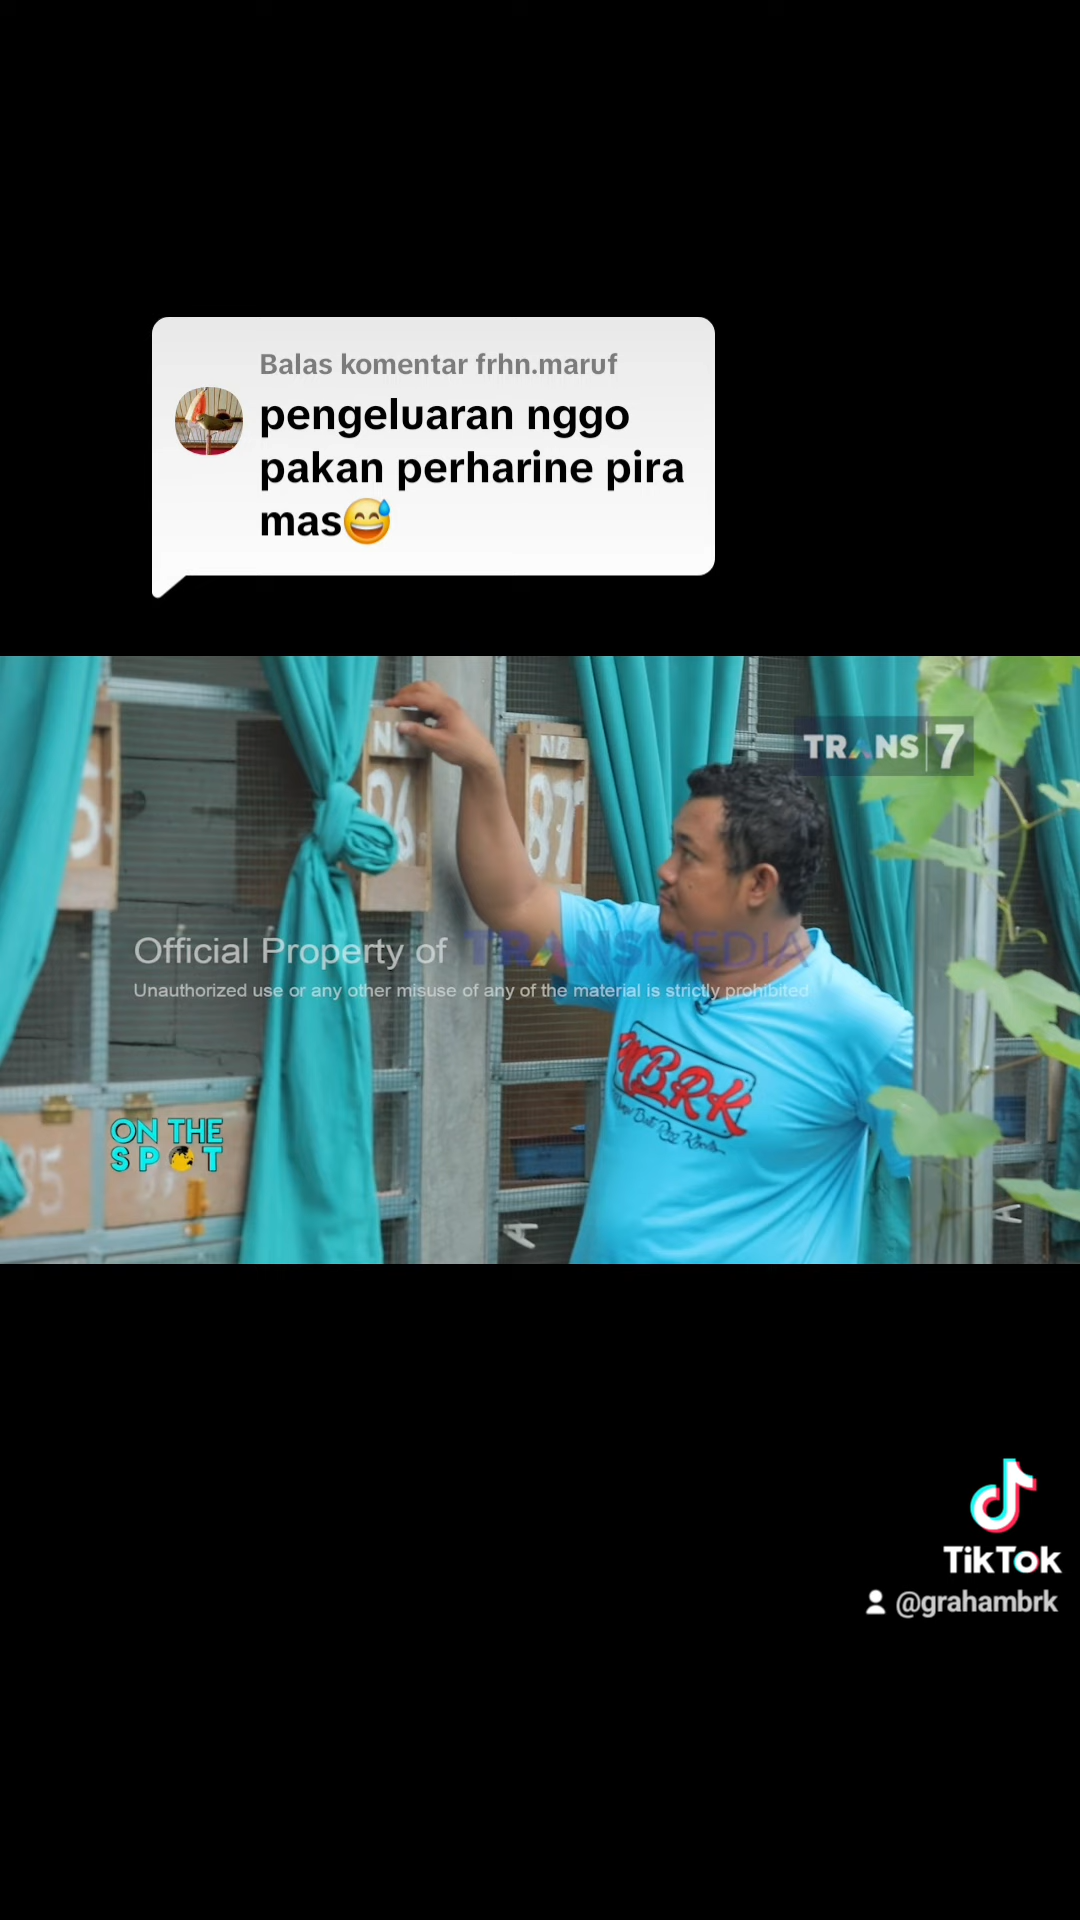 Balas komentar frhn.maruf
pengeluaran nggo
pakan perharine pira
mas😅
TRANS|7
NO
86
NO
87
Official Property of TRANSMEDIA
Unauthorized use or any other misuse of any of the material is strictly prohibited
MBRK
ON THE
SPOT
85
TikTok
@grahambrk